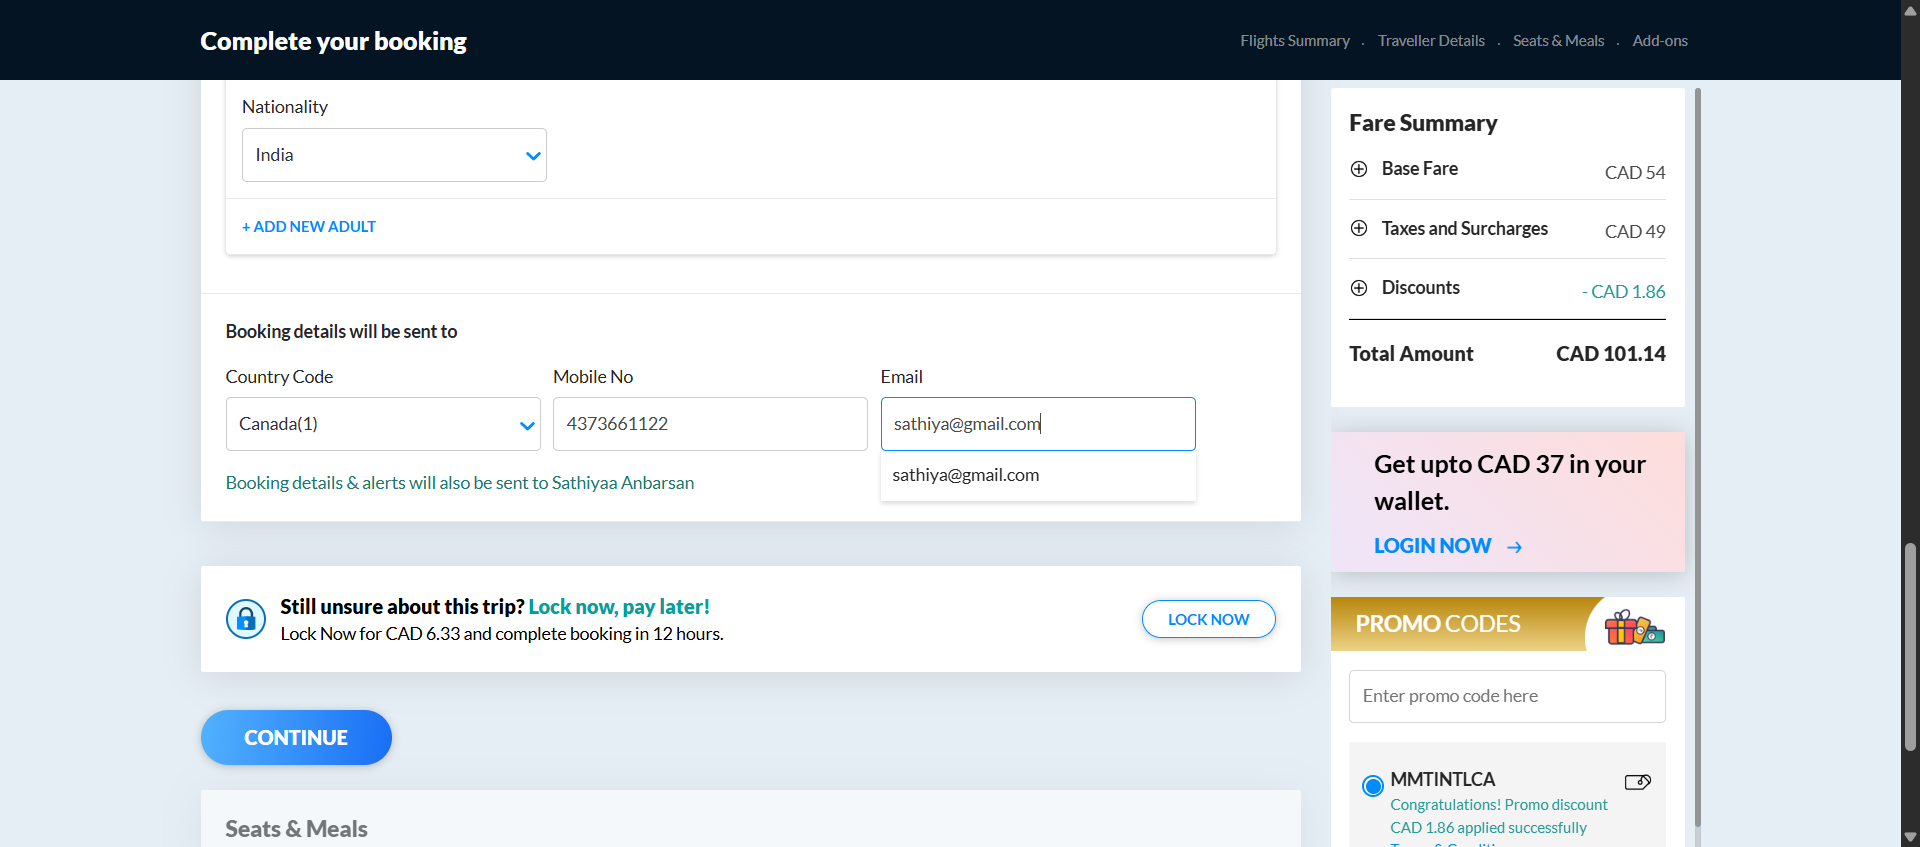 Complete your booking
Flights Summary . Traveller Details . Seats & Meals . Add-ons
Nationality
India
+ ADD NEW ADULT
Booking details will be sent to
Country Code
Mobile No
Email
Canada(1)
4373661122
sathiya@gmail.com
sathiya@gmail.com
Booking details & alerts will also be sent to Sathiyaa Anbarsan
Still unsure about this trip? Lock now, pay later!
Lock Now for CAD 6.33 and complete booking in 12 hours.
LOCK NOW
CONTINUE
Seats & Meals
Fare Summary
Base Fare CAD 54
Taxes and Surcharges CAD 49
Discounts - CAD 1.86
Total Amount CAD 101.14
Get upto CAD 37 in your
wallet.
LOGIN NOW →
PROMO CODES
Enter promo code here
MMTINTLCA
Congratulations! Promo discount
CAD 1.86 applied successfully